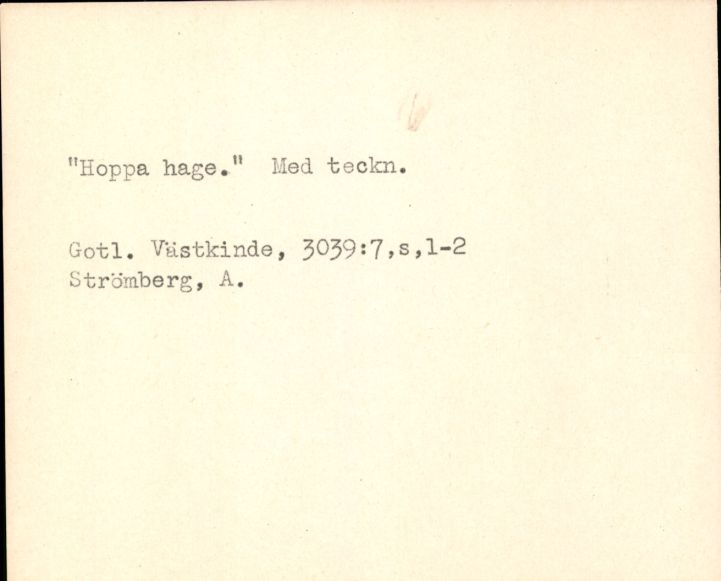 "Hoppa hage." Med teckn.
Gotl. Västkinde, 3039:7,s,1-2
Strömberg, A.